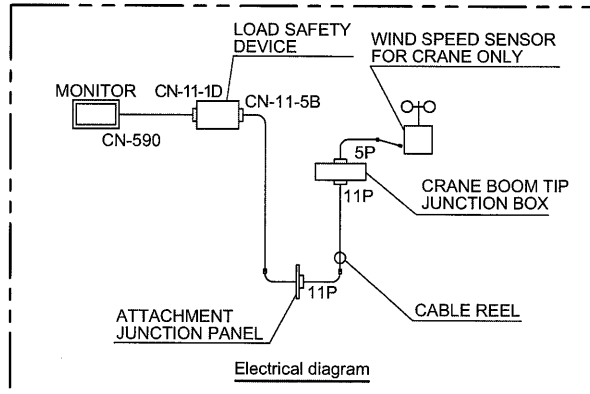 LOAD SAFETY
DEVICE
WIND SPEED SENSOR
FOR CRANE ONLY
MONITOR
CN-11-1D
CN-11-5B
CN-590
5P
11P
CRANE BOOM TIP
JUNCTION BOX
11P
CABLE REEL
ATTACHMENT
JUNCTION PANEL
Electrical diagram